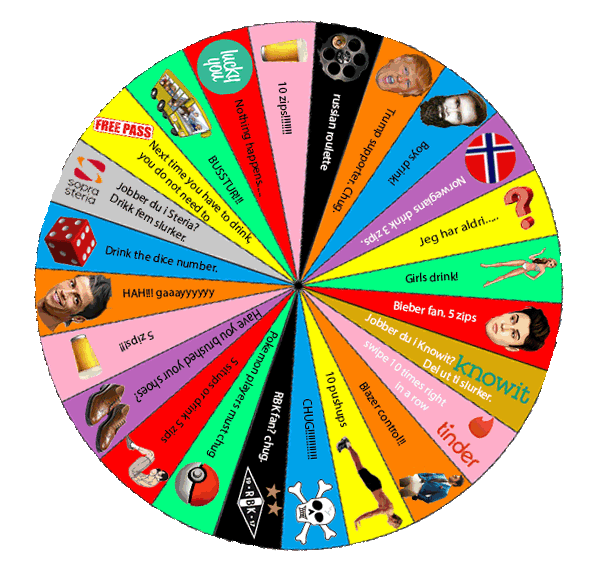 10 zips!!!!!!!!
russian roulette
Trump supporter. Chug.
Boys drink!
Norwegians drink 3 zips.
Jeg har aldri.....
Girls drink!
Bieber fan, 5 zips
Jobber du i Knowit?
Del ut ti slurker.
knowit
swipe 10 times right
in a row
tinder
Blazer control!!!
10 pushups
CHUG!!!!!!!!!!!
RBK fan? chug.
19 RBK 17
Pokemon players must chug
5 situps or drink 5 zips
Have you brushed your shoes?
5 zips!!!
HAH!!! gaaayyyyyy
Drink the dice number.
Jobber du i Steria?
Drikk fem slurker.
sopra
steria
Next time you have to drink,
you do not need to
FREE PASS
BUSSTUR!!!
Nothing happens....
lucky
you